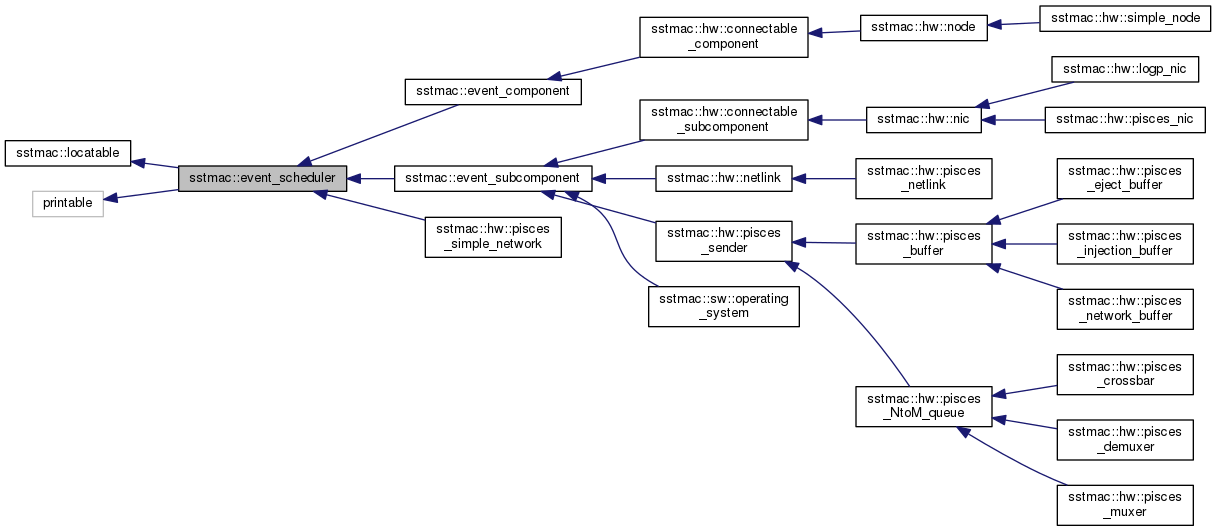 sstmac::locatable
printable
sstmac::event_scheduler
sstmac::event_component
sstmac::event_subcomponent
sstmac::hw::pisces
_simple_network
sstmac::hw::connectable
_component
sstmac::hw::connectable
_subcomponent
sstmac::hw::netlink
sstmac::hw::pisces
_sender
sstmac::sw::operating
_system
sstmac::hw::node
sstmac::hw::nic
sstmac::hw::pisces
_netlink
sstmac::hw::pisces
_buffer
sstmac::hw::pisces
_NtoM_queue
sstmac::hw::simple_node
sstmac::hw::logp_nic
sstmac::hw::pisces_nic
sstmac::hw::pisces
_eject_buffer
sstmac::hw::pisces
_injection_buffer
sstmac::hw::pisces
_network_buffer
sstmac::hw::pisces
_crossbar
sstmac::hw::pisces
_demuxer
sstmac::hw::pisces
_muxer